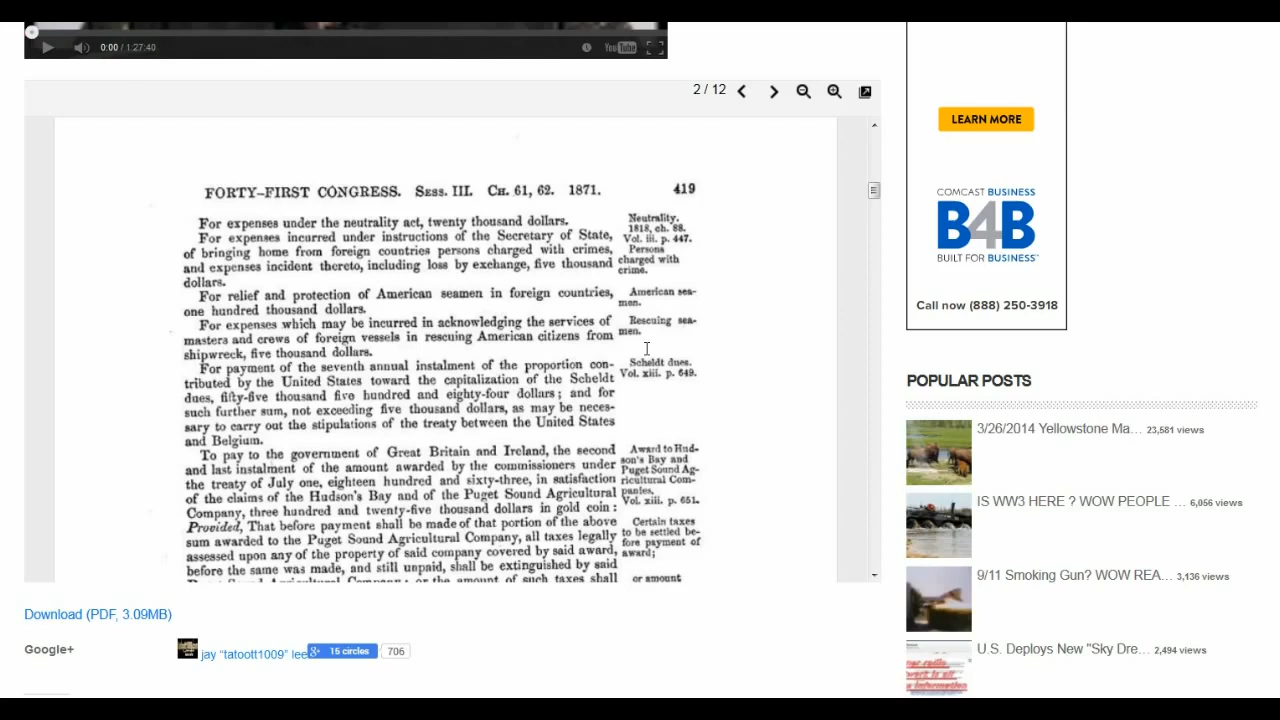 0:00 / 1:27:40
YouTube
2 / 12
FORTY-FIRST CONGRESS. SESS. III. CH. 61, 62. 1871. 419
For expenses under the neutrality act, twenty thousand dollars.
For expenses incurred under instructions of the Secretary of State,
of bringing home from foreign countries persons charged with crimes,
and expenses incident thereto, including loss by exchange, five thousand
dollars.
For relief and protection of American seamen in foreign countries,
one hundred thousand dollars.
For expenses which may be incurred in acknowledging the services of
masters and crews of foreign vessels in rescuing American citizens from
shipwreck, five thousand dollars.
For payment of the seventh annual instalment of the proportion con-
tributed by the United States toward the capitalization of the Scheldt
dues, fifty-five thousand five hundred and eighty-four dollars; and for
such further sum, not exceeding five thousand dollars, as may be neces-
sary to carry out the stipulations of the treaty between the United States
and Belgium.
To pay to the government of Great Britain and Ireland, the second
and last instalment of the amount awarded by the commissioners under
the treaty of July one, eighteen hundred and sixty-three, in satisfaction
of the claims of the Hudson's Bay and of the Puget Sound Agricultural
Company, three hundred and twenty-five thousand dollars in gold coin:
Provided, That before payment shall be made of that portion of the above
sum awarded to the Puget Sound Agricultural Company, all taxes legally
assessed upon any of the property of said company covered by said award,
before the same was made, and still unpaid, shall be extinguished by said
Puget Sound Agricultural Company; or the amount of such taxes shall
Neutrality.
1818, ch. 88.
Vol. iii. p. 447.
Persons
charged with
crime.
American sea-
men.
Rescuing sea-
men.
Scheldt dues.
Vol. xiii. p. 649.
Award to Hud-
son's Bay and
Puget Sound Ag-
ricultural Com-
panies.
Vol. xiii. p. 651.
Certain taxes
to be settled be-
fore payment of
award;
or amount
Download (PDF, 3.09MB)
Google+
jay "tatoott1009" lee
15 circles
706
LEARN MORE
COMCAST BUSINESS
B4B
BUILT FOR BUSINESS
Call now (888) 250-3918
POPULAR POSTS
3/26/2014 Yellowstone Ma... 23,581 views
IS WW3 HERE ? WOW PEOPLE ... 6,056 views
9/11 Smoking Gun? WOW REA... 3,136 views
U.S. Deploys New "Sky Dre... 2,494 views